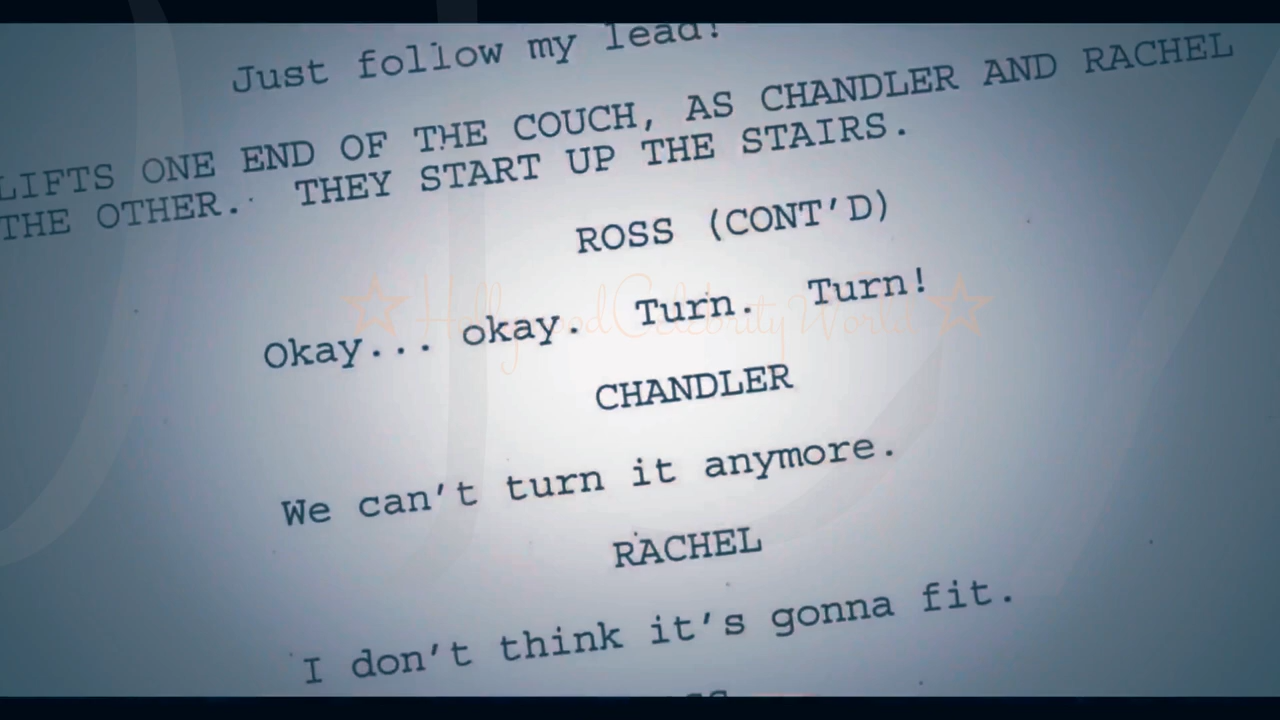 Just follow my lead!
LIFTS ONE END OF THE COUCH, AS CHANDLER AND RACHEL
THE OTHER. THEY START UP THE STAIRS.
ROSS (CONT'D)
Okay... okay. Turn. Turn!
☆HollywoodCelebrityWorld☆
CHANDLER
We can't turn it anymore.
RACHEL
I don't think it's gonna fit.